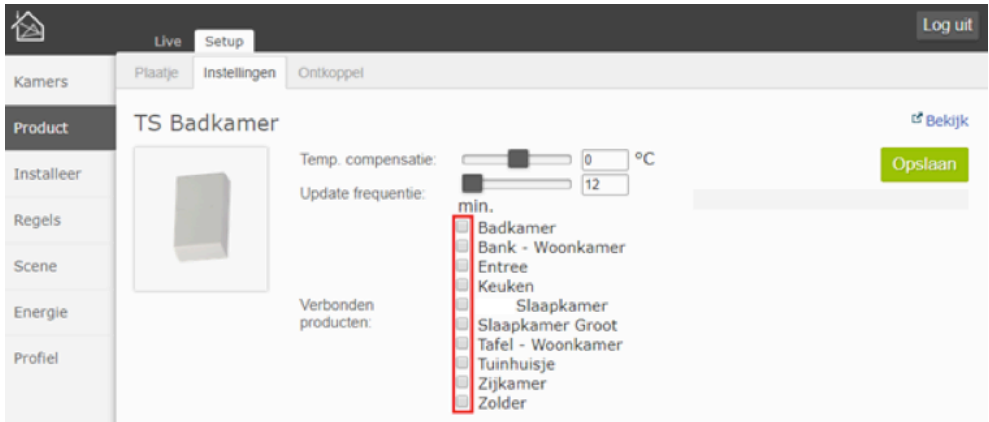 Log uit
Live Setup
Kamers
Product
Installeer
Regels
Scene
Energie
Profiel
Plaatje Instellingen Ontkoppel
TS Badkamer
Bekijk
Temp. compensatie: 0 °C
Opslaan
Update frequentie: 12
min.
Verbonden
producten:
Badkamer
Bank - Woonkamer
Entree
Keuken
Slaapkamer
Slaapkamer Groot
Tafel - Woonkamer
Tuinhuisje
Zijkamer
Zolder